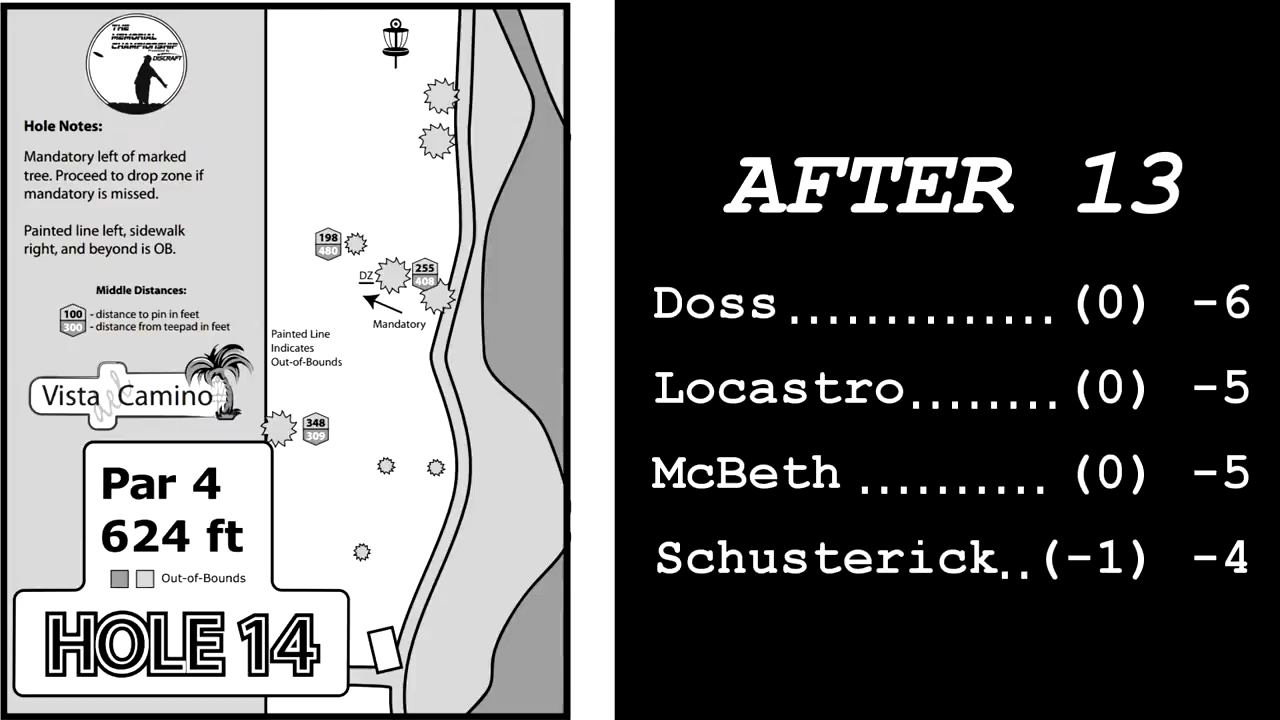 THE
MEMORIAL
CHAMPIONSHIP
Presented By
DISCRAFT
Hole Notes:
Mandatory left of marked
tree. Proceed to drop zone if
mandatory is missed.
Painted line left, sidewalk
right, and beyond is OB.
Middle Distances:
100 - distance to pin in feet
300 - distance from teepad in feet
Vista del Camino
Par 4
624 ft
Out-of-Bounds
HOLE 14
198
480
DZ
255
408
Mandatory
Painted Line
Indicates
Out-of-Bounds
348
309
AFTER 13
Doss..............(0) -6
Locastro........(0) -5
McBeth ..........(0) -5
Schusterick..(-1) -4